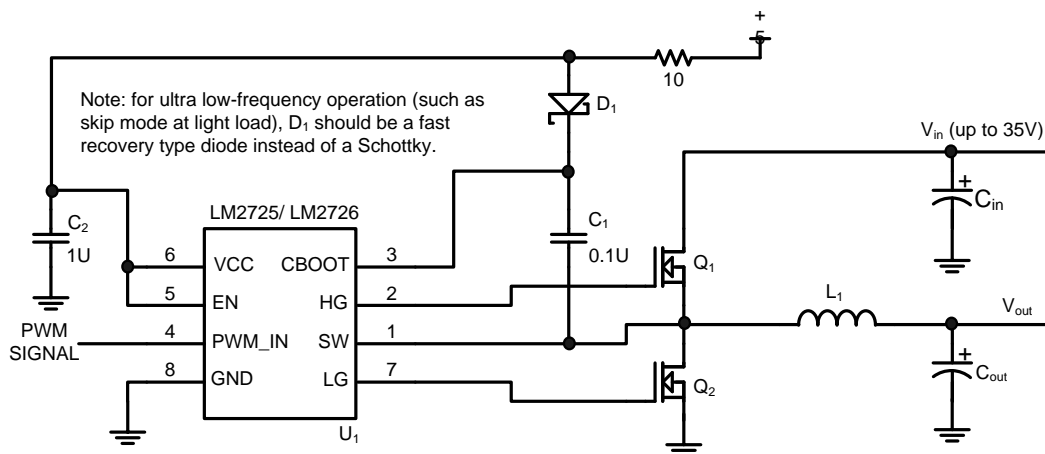 +
5
10
D1
Note: for ultra low-frequency operation (such as
skip mode at light load), D1 should be a fast
recovery type diode instead of a Schottky.
Vin (up to 35V)
+
Cin
LM2725/ LM2726
C2
1U
C1
0.1U
6
VCC
CBOOT
3
5
EN
HG
2
4
PWM_IN
SW
1
8
GND
LG
7
PWM
SIGNAL
U1
Q1
Q2
L1
Vout
+
Cout